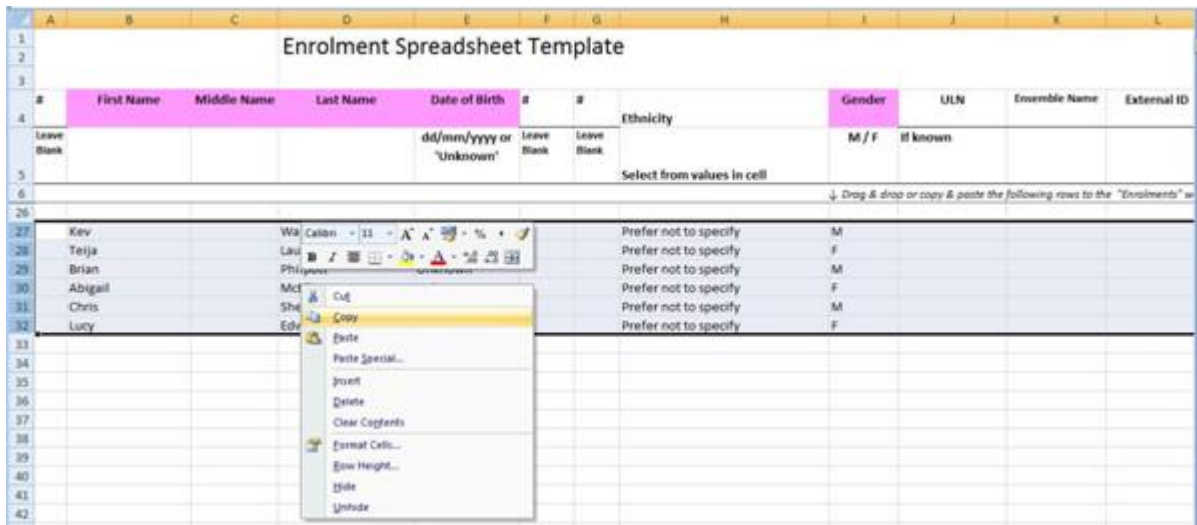 A B C D E F G H I J K L
1 Enrolment Spreadsheet Template
2
3
4 # First Name Middle Name Last Name Date of Birth # # Ethnicity Gender ULN Ensemble Name External ID
5 Leave Blank dd/mm/yyyy or 'Unknown' Leave Blank Leave Blank Select from values in cell M / F If known
6 ↓ Drag & drop or copy & paste the following rows to the "Enrolments" w
26
27 Kev Wa Calibri 11 A A % , Prefer not to specify M
28 Teija Lau B I A Prefer not to specify F
29 Brian Philpott Unknown Prefer not to specify M
30 Abigail Mc Prefer not to specify F
Cut
31 Chris She Prefer not to specify M
Copy
32 Lucy Edv Prefer not to specify F
33 Paste
34 Paste Special...
35 Insert
36 Delete
37 Clear Contents
38 Format Cells...
39 Row Height...
40
41 Hide
42 Unhide